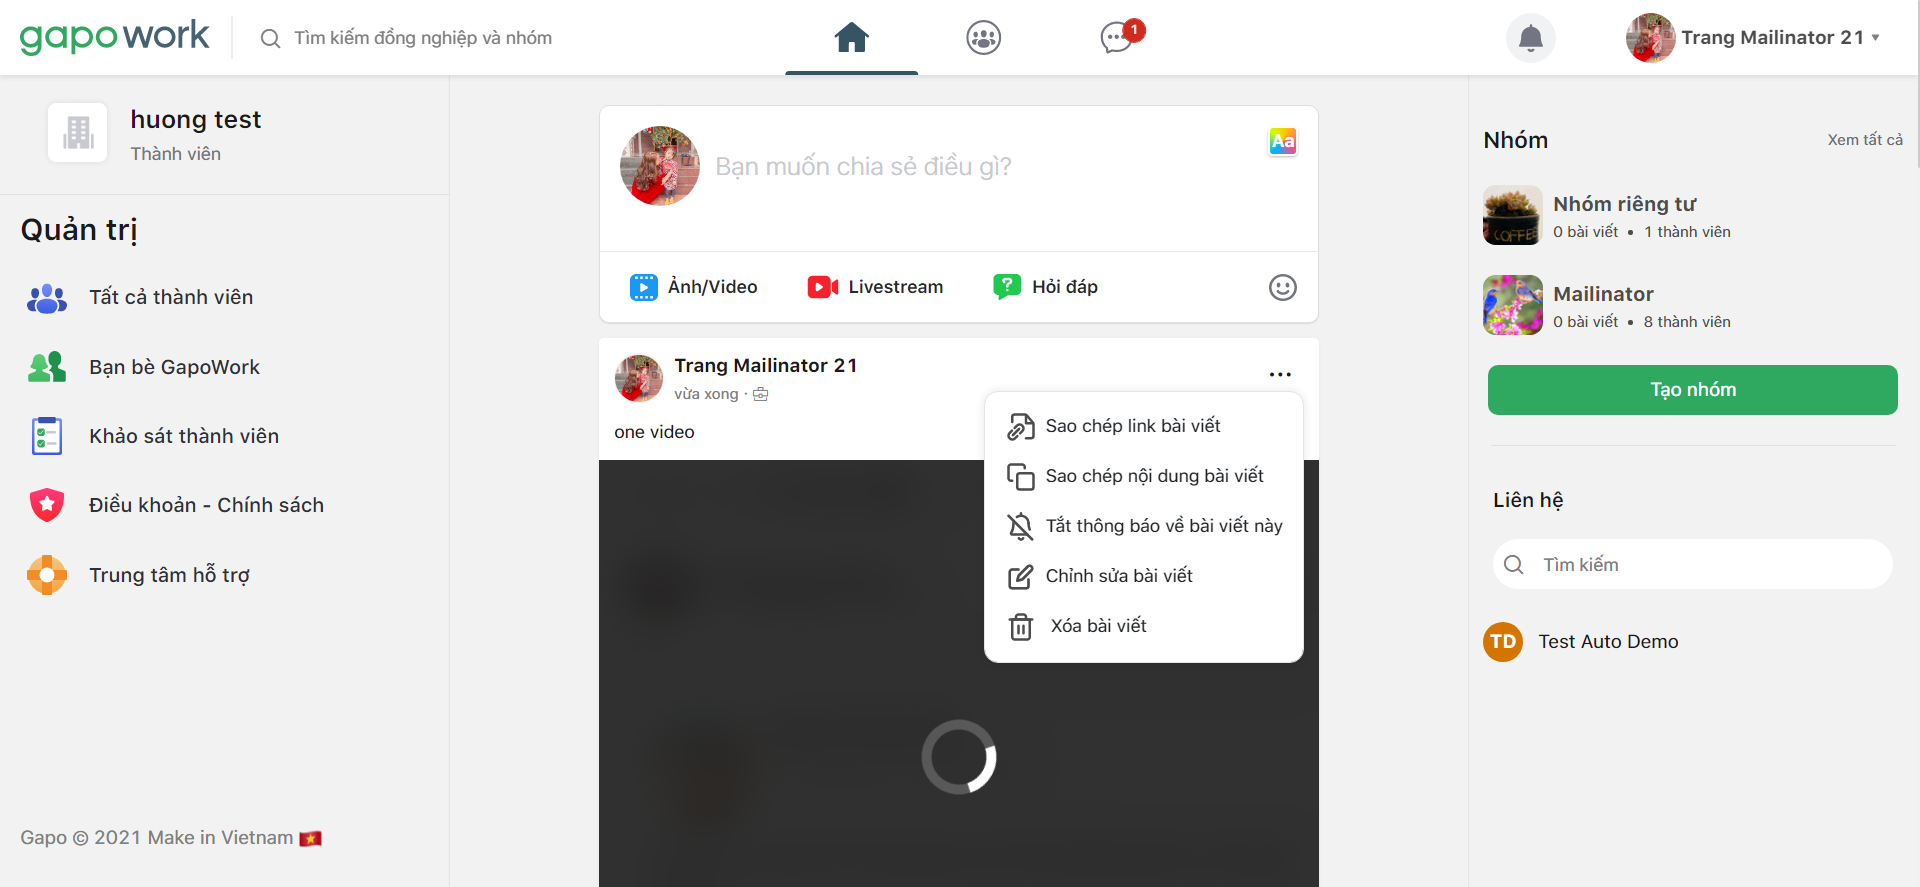 gapowork
Tìm kiếm đồng nghiệp và nhóm
1
Trang Mailinator 21
huong test
Thành viên
Quản trị
Tất cả thành viên
Bạn bè GapoWork
Khảo sát thành viên
Điều khoản - Chính sách
Trung tâm hỗ trợ
Gapo © 2021 Make in Vietnam
Bạn muốn chia sẻ điều gì?
Aa
Ảnh/Video
Livestream
Hỏi đáp
Trang Mailinator 21
vừa xong ·
one video
Sao chép link bài viết
Sao chép nội dung bài viết
Tắt thông báo về bài viết này
Chỉnh sửa bài viết
Xóa bài viết
Nhóm
Xem tất cả
Nhóm riêng tư
0 bài viết • 1 thành viên
COFFEE
Mailinator
0 bài viết • 8 thành viên
Tạo nhóm
Liên hệ
Tìm kiếm
TD
Test Auto Demo